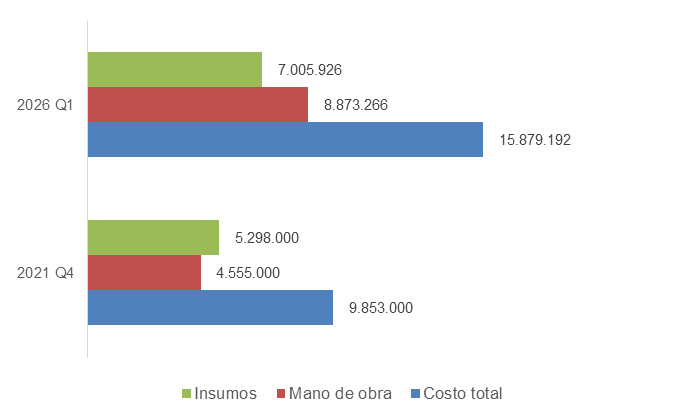 7.005.926
2026 Q1
8.873.266
15.879.192
5.298.000
2021 Q4
4.555.000
9.853.000
Insumos Mano de obra Costo total